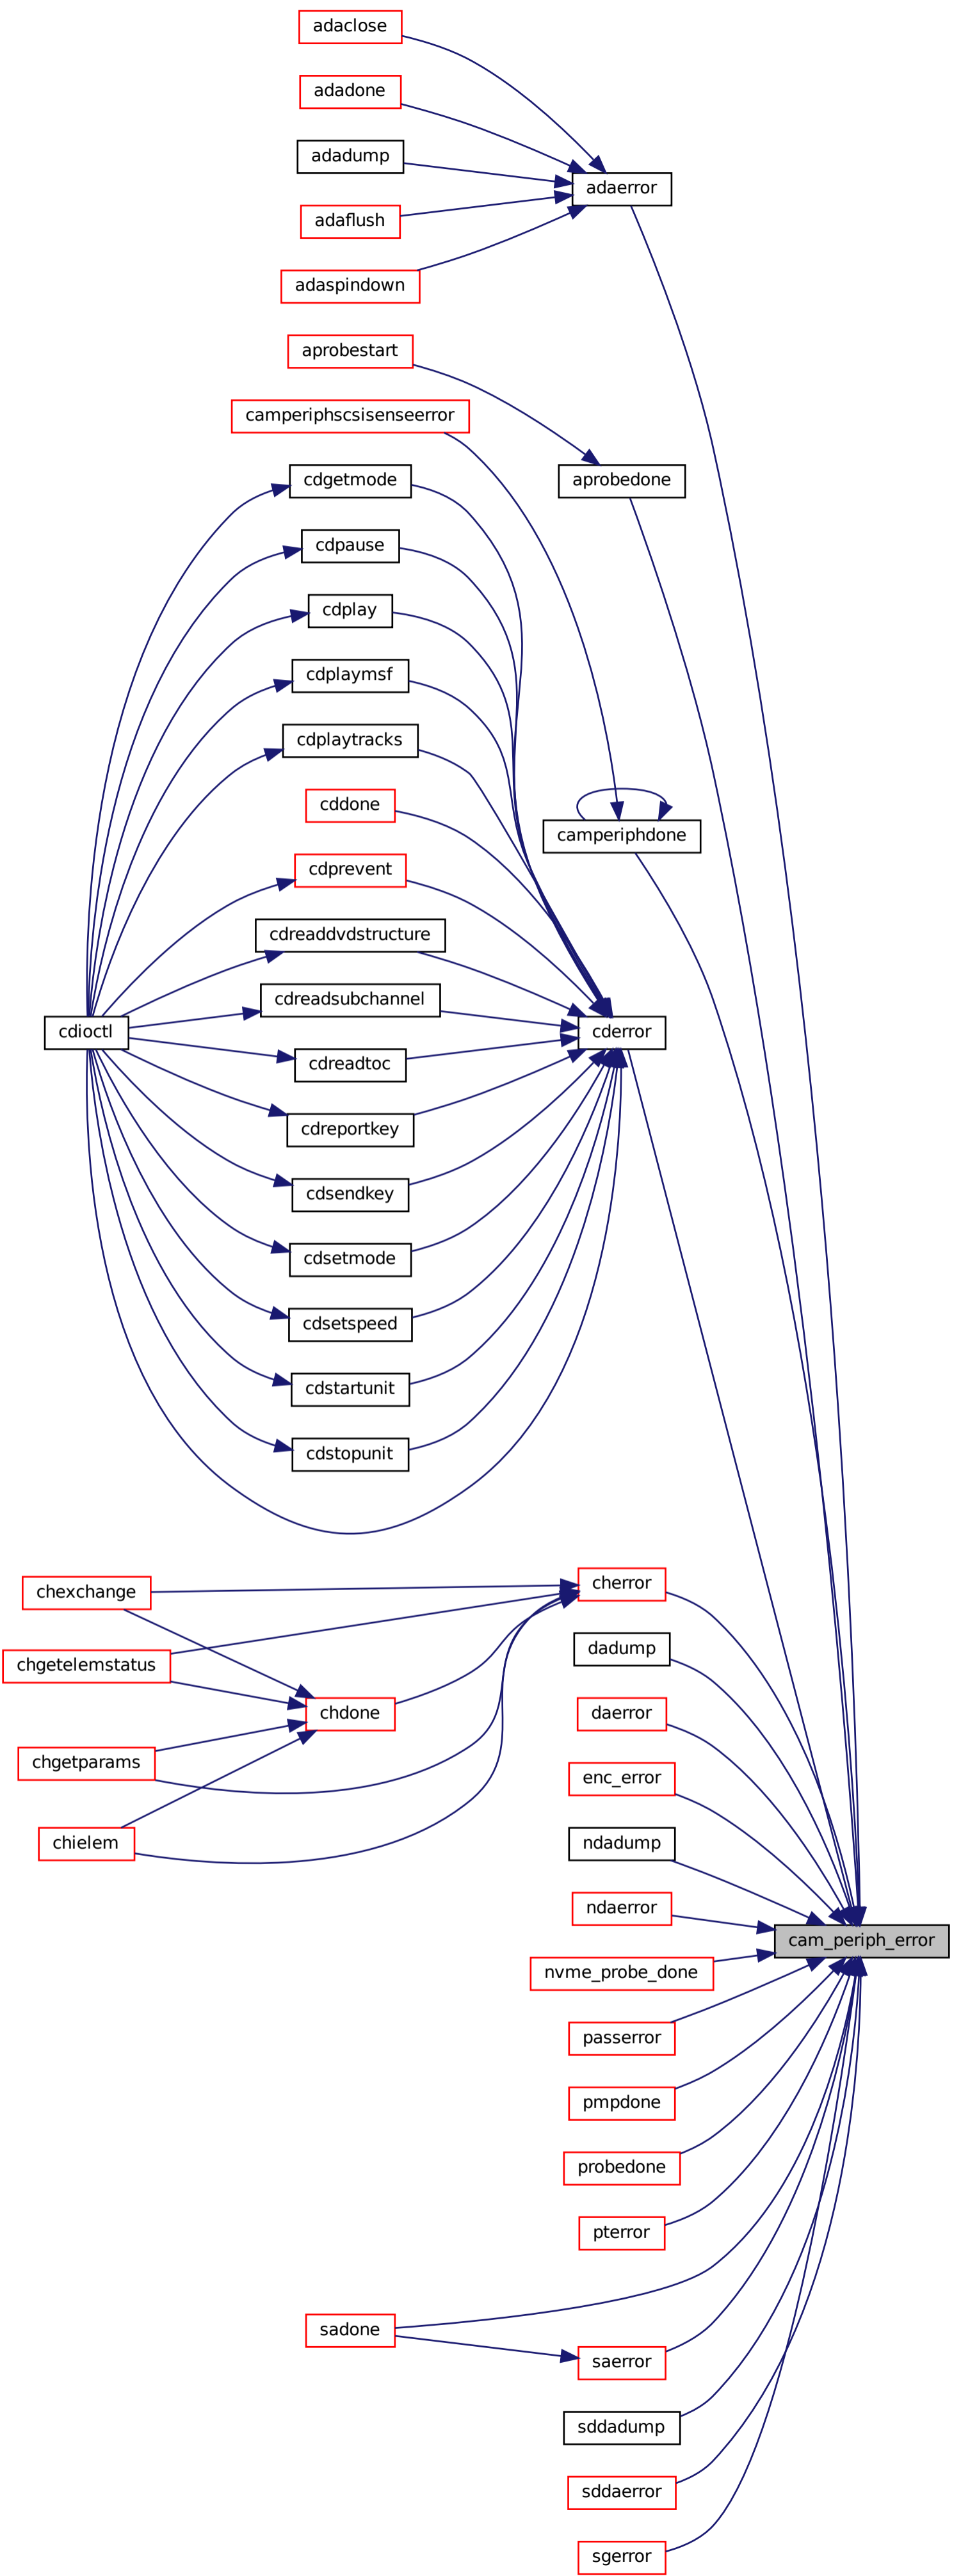 adaclose
adadone
adadump
adaerror
adaflush
adaspindown
aprobestart
camperiphscsisenseerror
cdgetmode
aprobedone
cdpause
cdplay
cdplaymsf
cdplaytracks
cddone
camperiphdone
cdprevent
cdreaddvdstructure
cdreadsubchannel
cdioctl
cderror
cdreadtoc
cdreportkey
cdsendkey
cdsetmode
cdsetspeed
cdstartunit
cdstopunit
cherror
chexchange
dadump
chgetelemstatus
chdone
daerror
chgetparams
enc_error
chielem
ndadump
ndaerror
cam_periph_error
nvme_probe_done
passerror
pmpdone
probedone
pterror
sadone
saerror
sddadump
sddaerror
sgerror